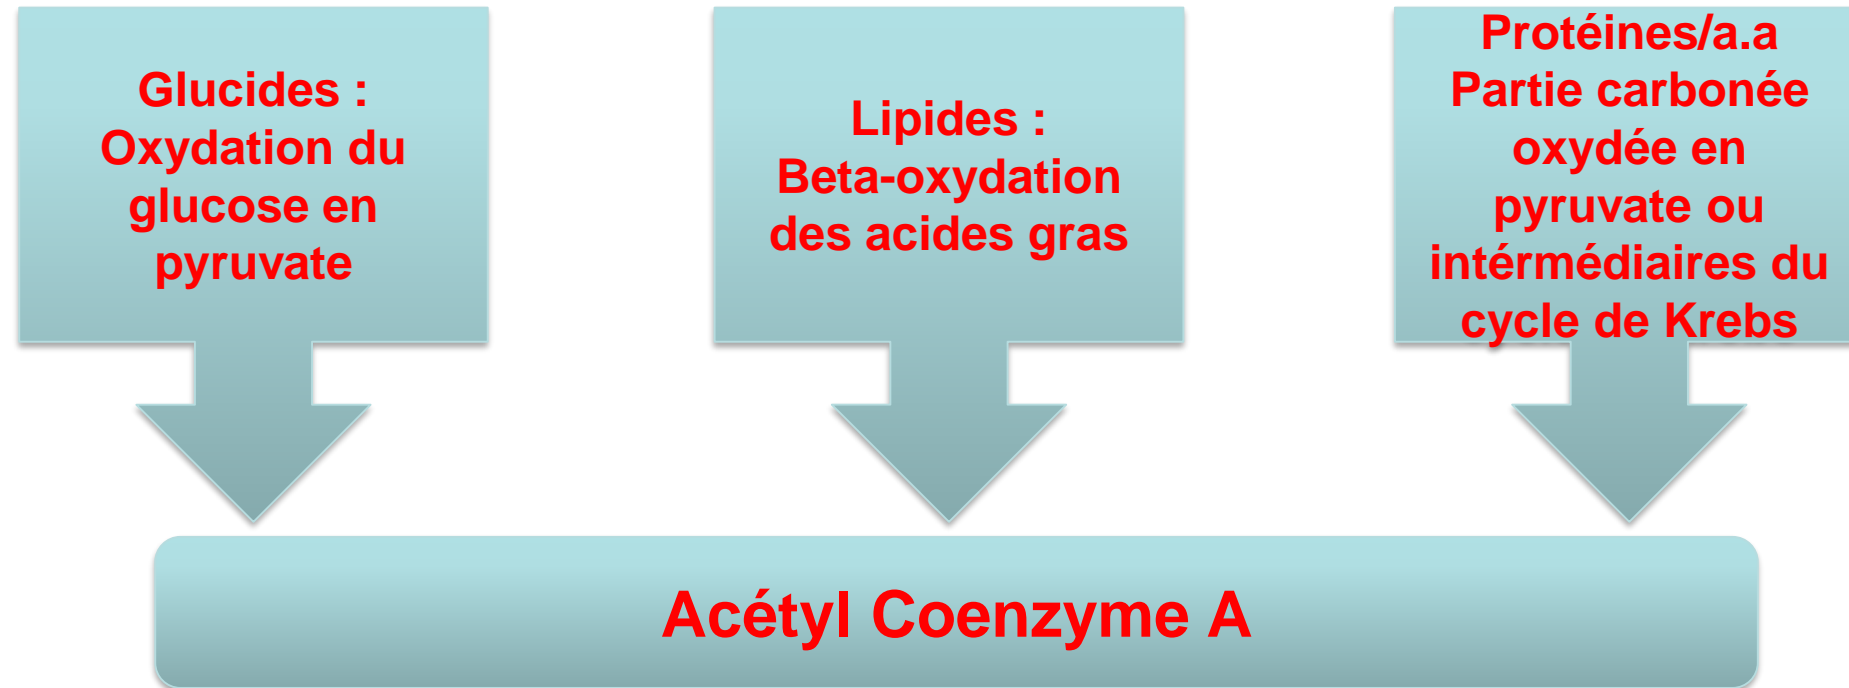 Glucides :
Oxydation du
glucose en
pyruvate
Lipides :
Beta-oxydation
des acides gras
Protéines/a.a
Partie carbonée
oxydée en
pyruvate ou
intérmédiaires du
cycle de Krebs
Acétyl Coenzyme A